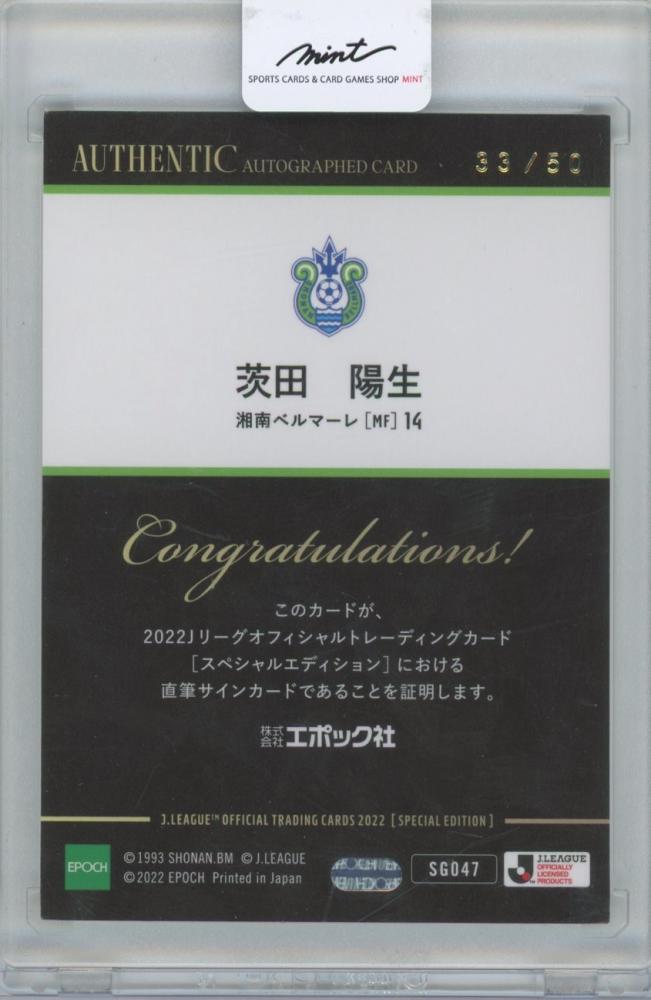 mint
SPORTS CARDS & CARD GAMES SHOP MINT
AUTHENTIC AUTOGRAPHED CARD 33/50
茨田 陽生
湘南ベルマーレ [MF] 14
Congratulations!
このカードが、
2022Jリーグオフィシャルトレーディングカード
[スペシャルエディション] における
直筆サインカードであることを証明します。
株式会社エポック社
J.LEAGUE™ OFFICIAL TRADING CARDS 2022 [SPECIAL EDITION]
EPOCH
©1993 SHONAN.BM ©J.LEAGUE
©2022 EPOCH Printed in Japan
SG047
J.LEAGUE
OFFICIALLY
LICENSED
PRODUCTS